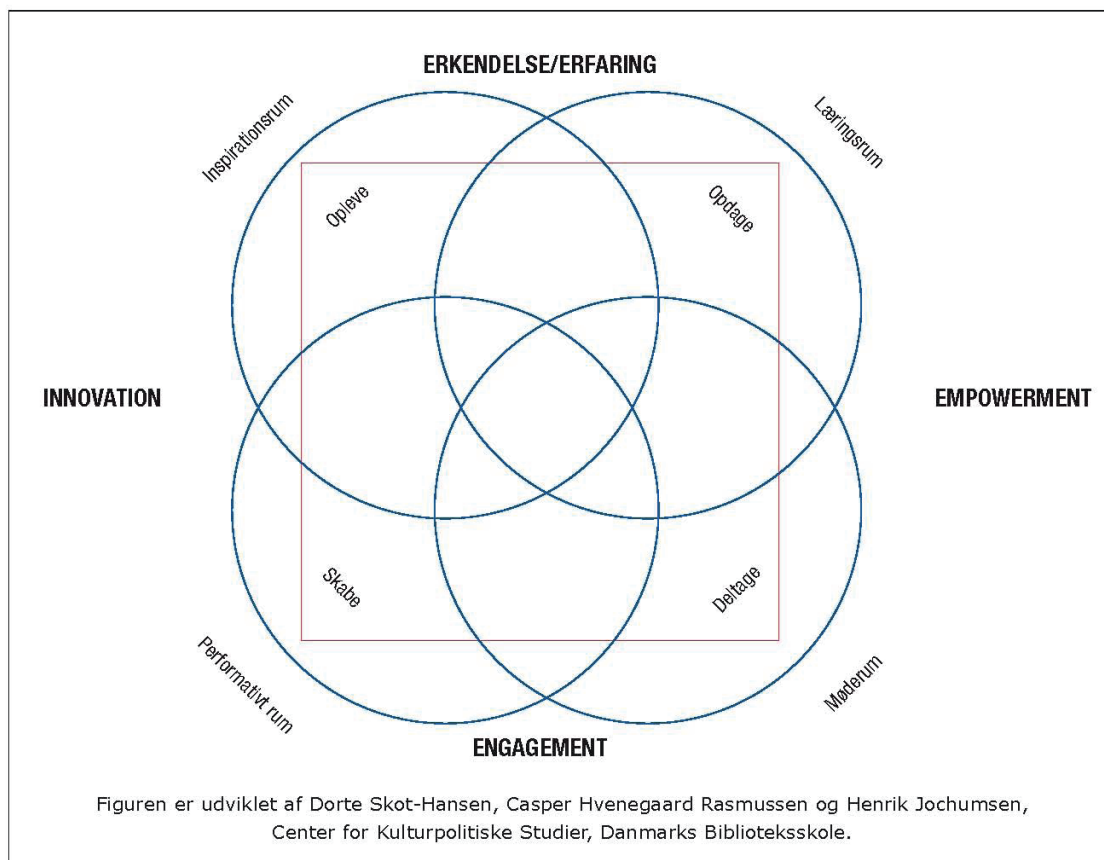 ERKENDELSE/ERFARING
Inspirationsrum
Læringsrum
Opleve
Opdage
INNOVATION
EMPOWERMENT
Skabe
Deltage
Performativt rum
Møderum
ENGAGEMENT
Figuren er udviklet af Dorte Skot-Hansen, Casper Hvenegaard Rasmussen og Henrik Jochumsen,
Center for Kulturpolitiske Studier, Danmarks Biblioteksskole.